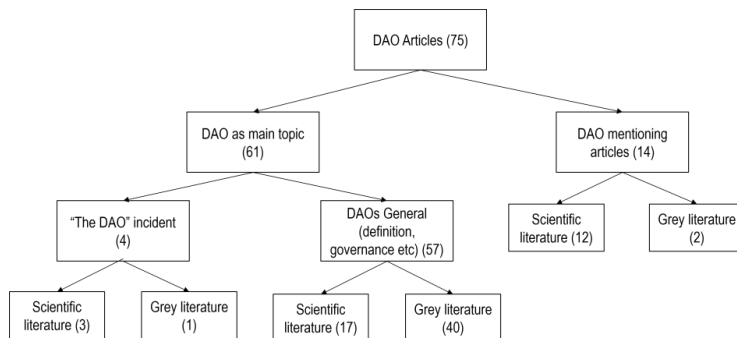 DAO Articles (75)
DAO as main topic
(61)
DAO mentioning
articles (14)
“The DAO” incident
(4)
DAOs General
(definition,
governance etc) (57)
Scientific
literature (12)
Grey literature
(2)
Scientific
literature (3)
Grey literature
(1)
Scientific
literature (17)
Grey literature
(40)